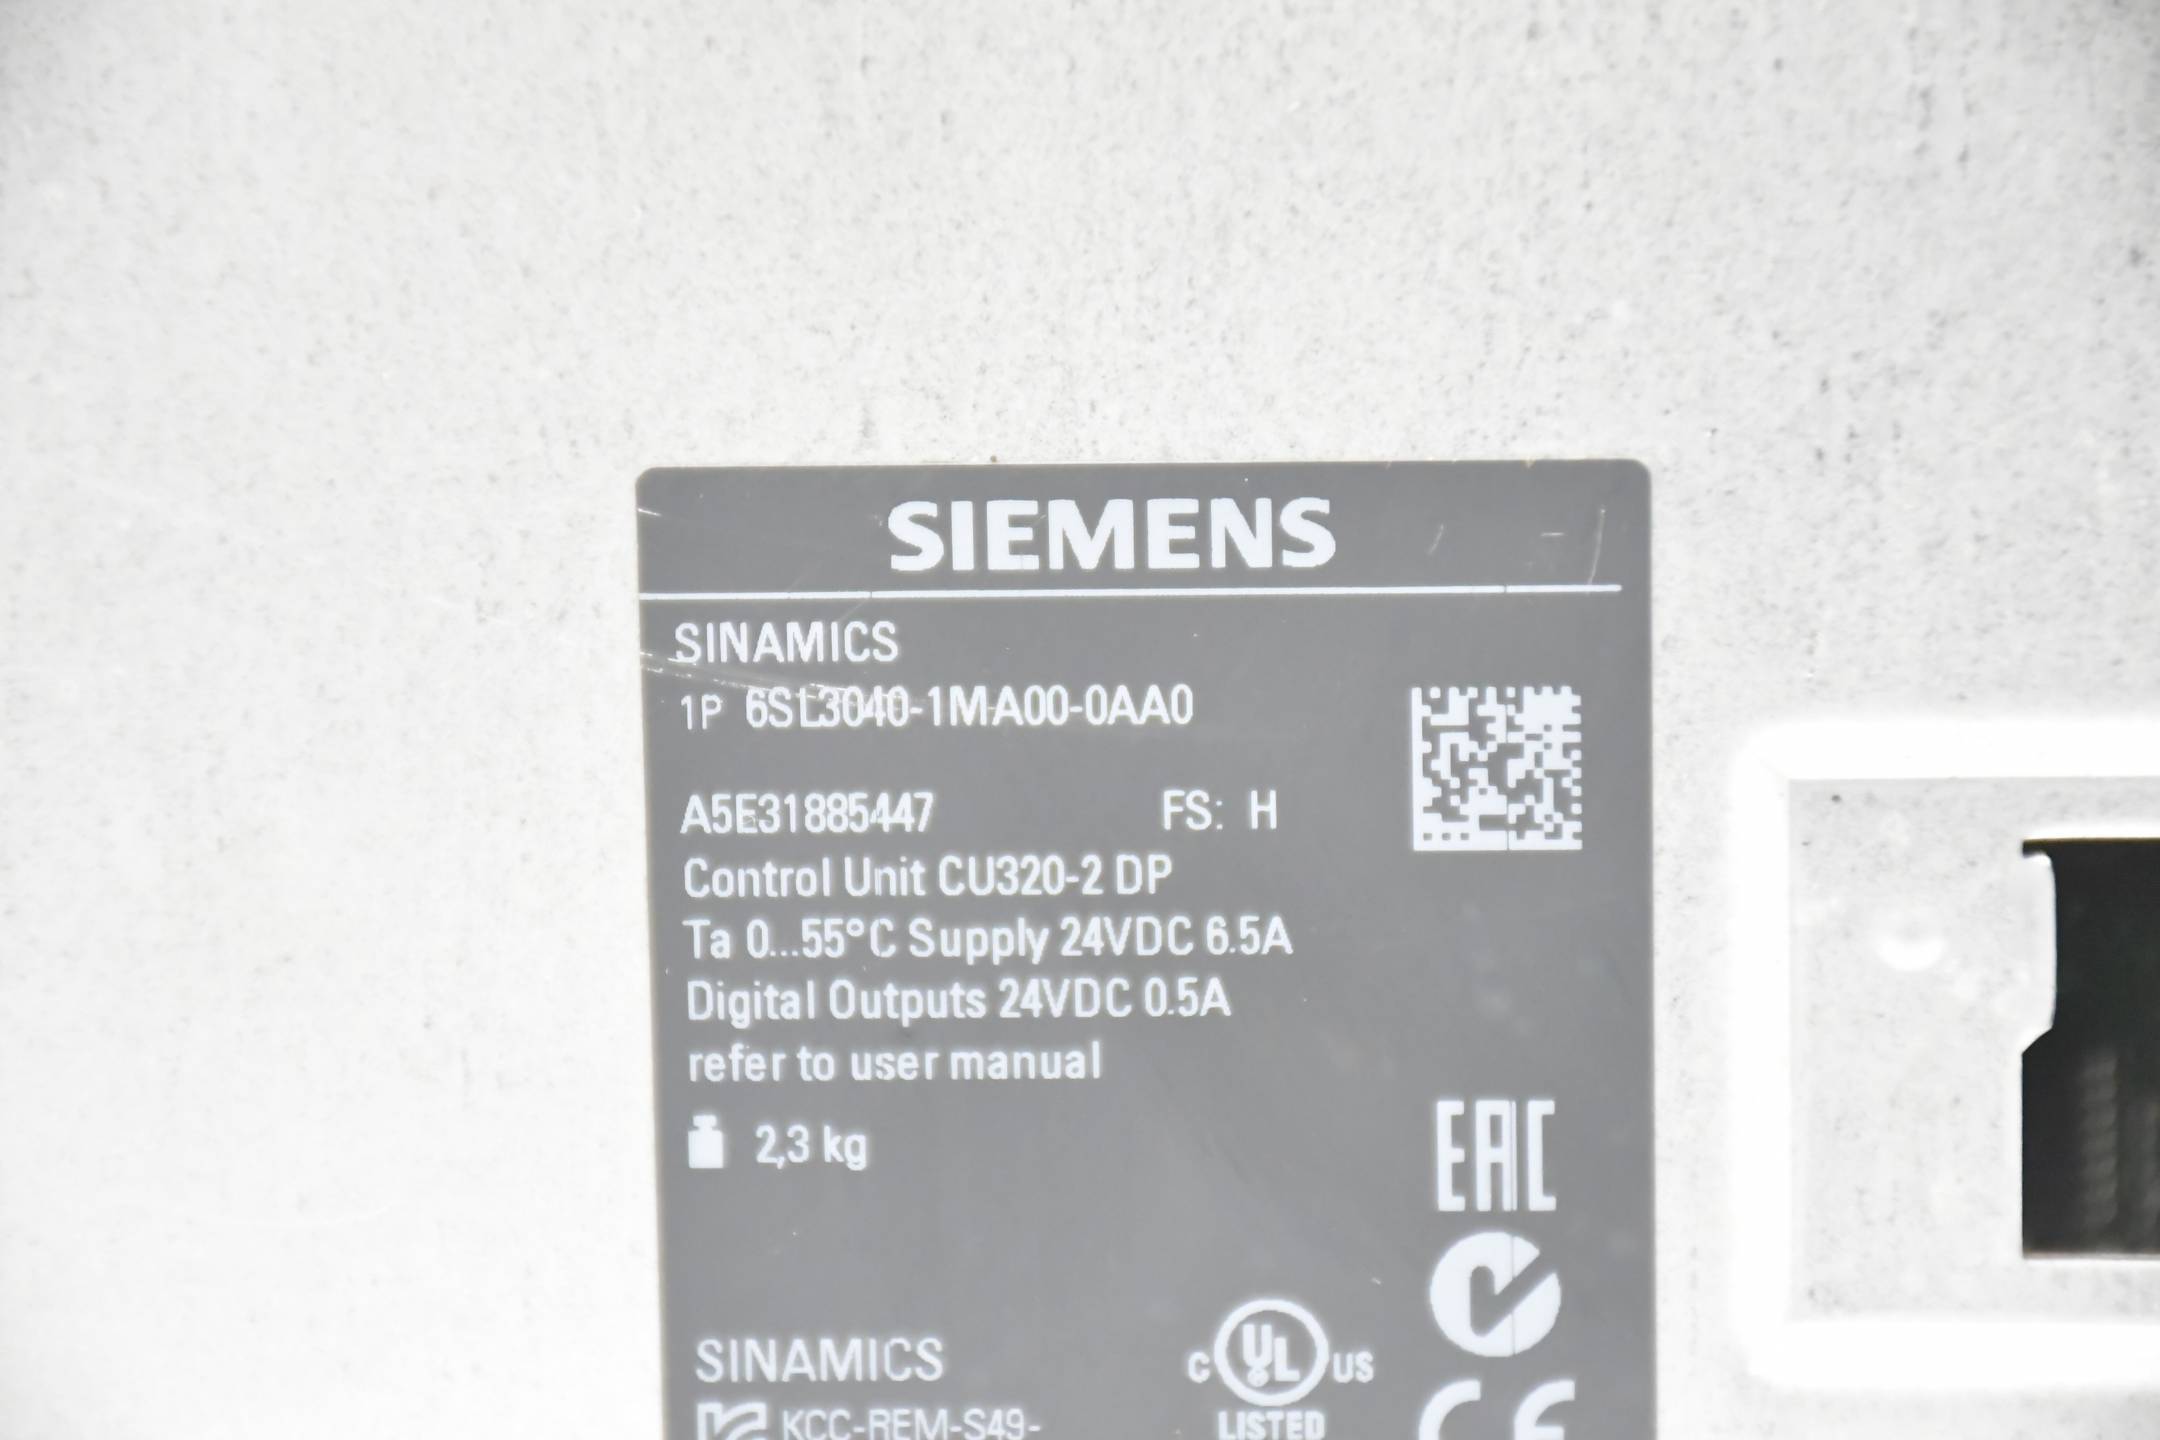 SIEMENS
SINAMICS
1P 6SL3040-1MA00-0AA0
A5E31885447 FS: H
Control Unit CU320-2 DP
Ta 0...55°C Supply 24VDC 6.5A
Digital Outputs 24VDC 0.5A
refer to user manual
2,3 kg
EAC
SINAMICS
C UL US
LISTED
KCC-REM-S49-
CE